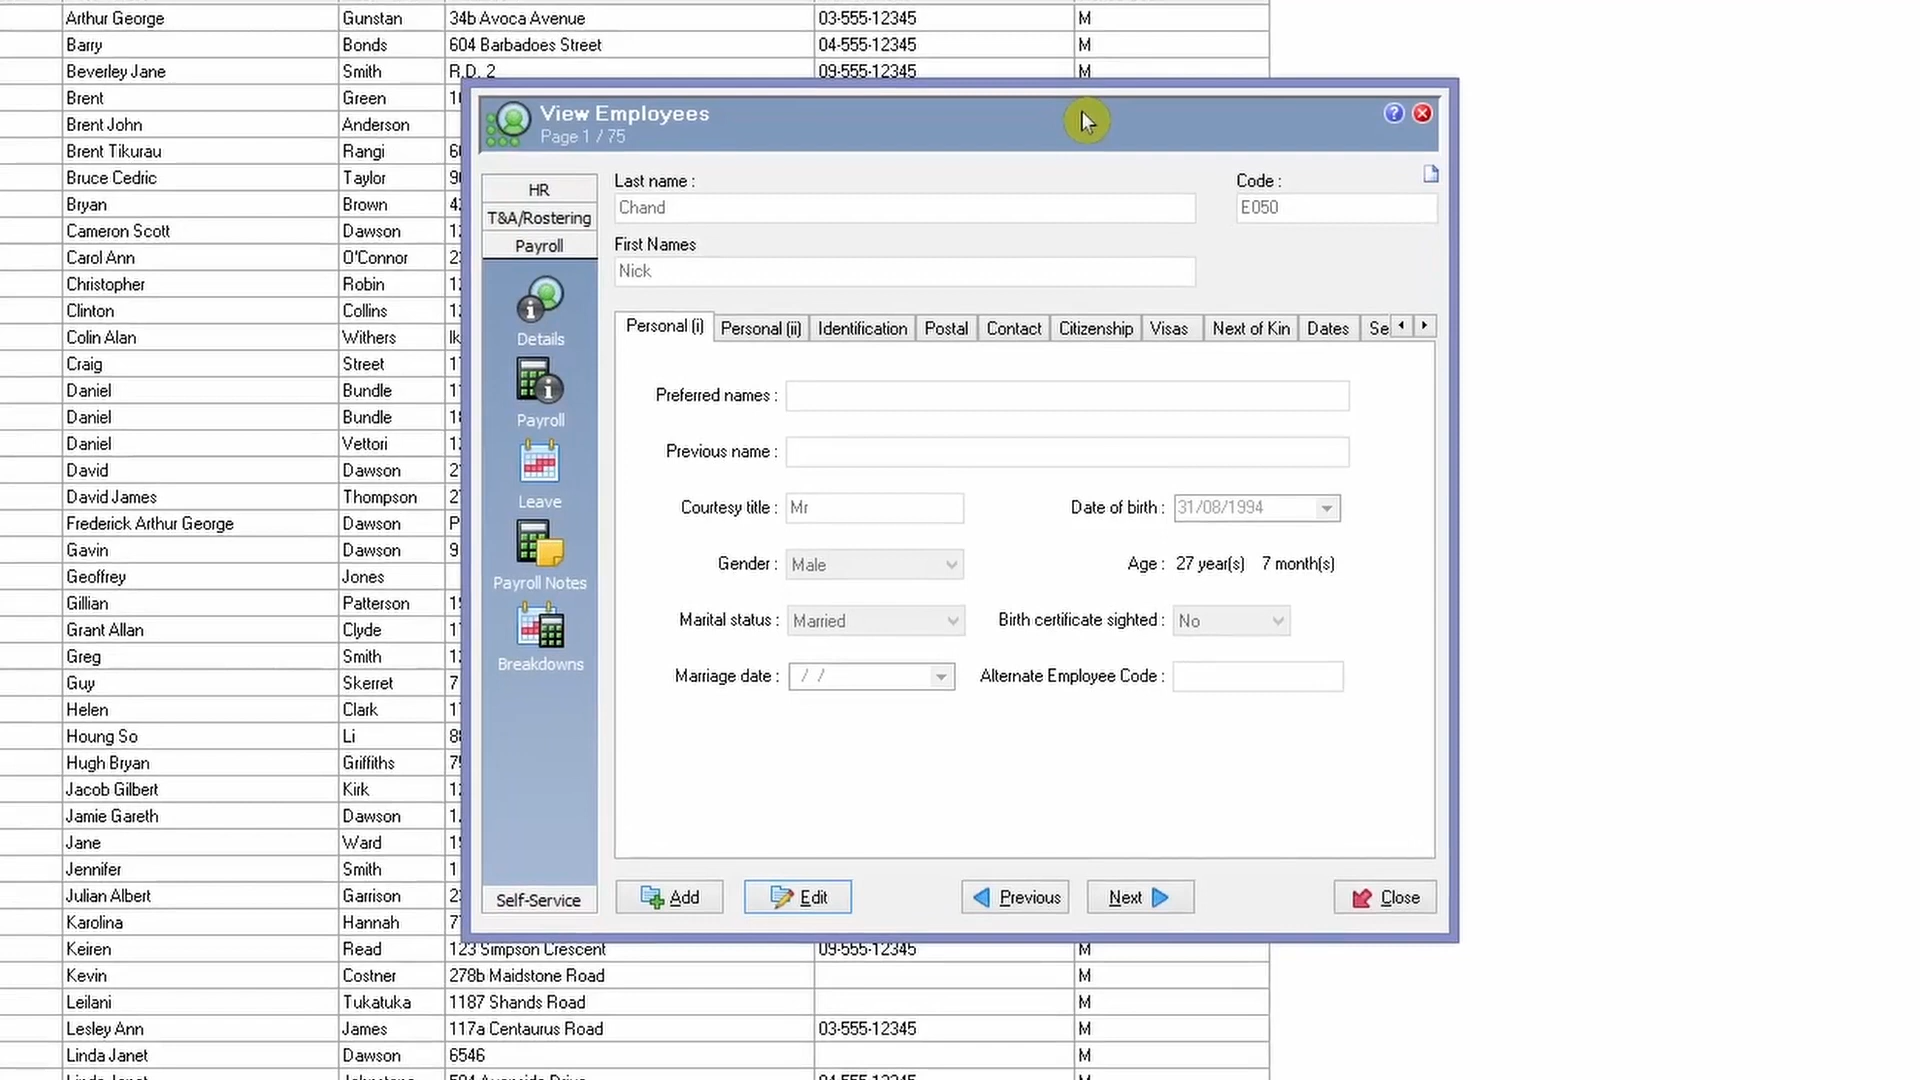 Arthur George Gunstan 34b Avoca Avenue 03-555-12345 M
Barry Bonds 604 Barbadoes Street 04-555-12345 M
Beverley Jane Smith R.D. 2 09-555-12345 M
Brent Green
Brent John Anderson
Brent Tikurau Rangi
Bruce Cedric Taylor
Bryan Brown
Cameron Scott Dawson
Carol Ann O'Connor
Christopher Robin
Clinton Collins
Colin Alan Withers
Craig Street
Daniel Bundle
Daniel Bundle
Daniel Vettori
David Dawson
David James Thompson
Frederick Arthur George Dawson
Gavin Dawson
Geoffrey Jones
Gillian Patterson
Grant Allan Clyde
Greg Smith
Guy Skerret
Helen Clark
Houng So Li
Hugh Bryan Griffiths
Jacob Gilbert Kirk
Jamie Gareth Dawson
Jane Ward
Jennifer Smith
Julian Albert Garrison
Karolina Hannah
Keiren Read 123 Simpson Crescent 09-555-12345 M
Kevin Costner 278b Maidstone Road M
Leilani Tukatuka 1187 Shands Road M
Lesley Ann James 117a Centaurus Road 03-555-12345 M
Linda Janet Dawson 6546 M
View Employees
Page 1 / 75
HR
T&A/Rostering
Payroll
Details
Payroll
Leave
Payroll Notes
Breakdowns
Self-Service
Last name : Code :
Chand E050
First Names
Nick
Personal (i) Personal (ii) Identification Postal Contact Citizenship Visas Next of Kin Dates Se
Preferred names :
Previous name :
Courtesy title : Mr Date of birth : 31/08/1994
Gender : Male Age : 27 year(s) 7 month(s)
Marital status : Married Birth certificate sighted : No
Marriage date : / / Alternate Employee Code :
Add Edit Previous Next Close